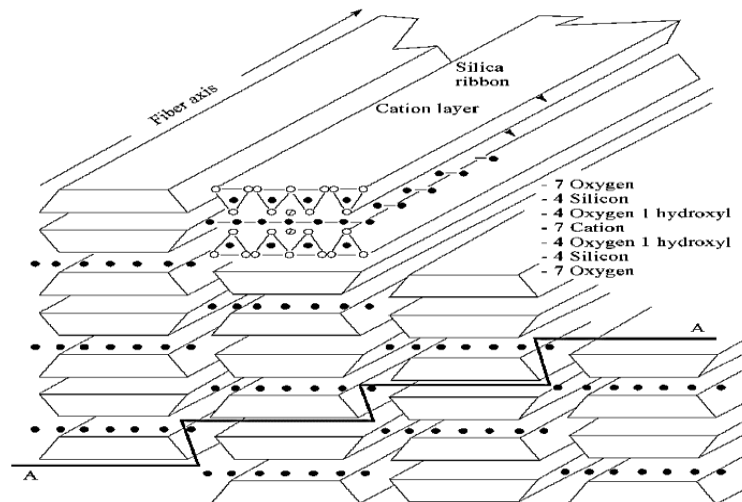 Fiber axis
Silica
ribbon
Cation layer
- 7 Oxygen
- 4 Silicon
- 4 Oxygen 1 hydroxyl
- 7 Cation
- 4 Oxygen 1 hydroxyl
- 4 Silicon
- 7 Oxygen
A
A